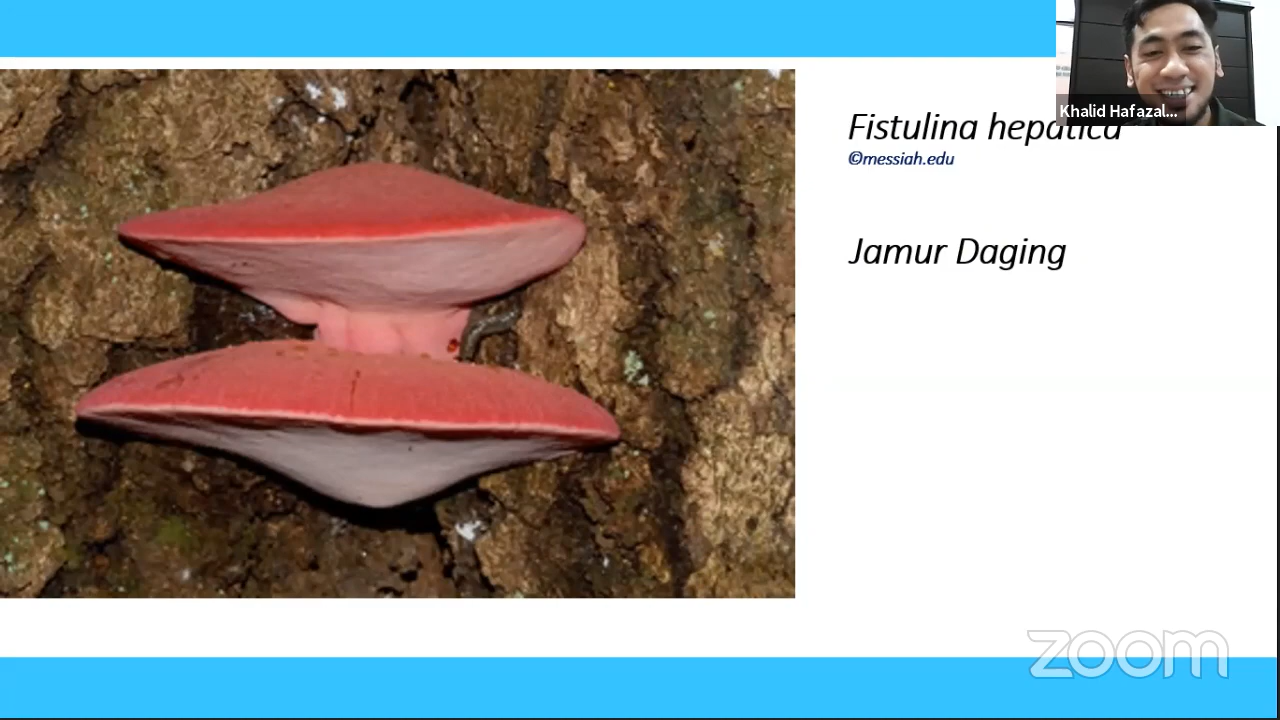 Khalid Hafazal...
Fistulina hepatica
©messiah.edu
Jamur Daging
zoom